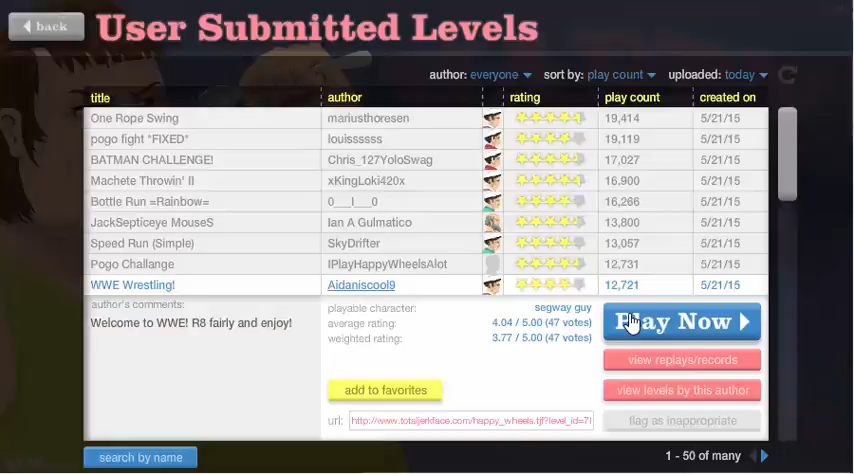 back
User Submitted Levels
author: everyone sort by: play count uploaded: today
title author rating play count created on
One Rope Swing mariusthoresen 19,414 5/21/15
pogo fight *FIXED* louissssss 19,119 5/21/15
BATMAN CHALLENGE! Chris_127YoloSwag 17,027 5/21/15
Machete Throwin' II xKingLoki420x 16,900 5/21/15
Bottle Run =Rainbow= 0___I___0 16,266 5/21/15
JackSepticeye MouseS Ian A Gulmatico 13,800 5/21/15
Speed Run (Simple) SkyDrifter 13,057 5/21/15
Pogo Challange IPlayHappyWheelsAlot 12,731 5/21/15
WWE Wrestling! Aidaniscool9 12,721 5/21/15
author's comments:
Welcome to WWE! R8 fairly and enjoy!
playable character: segway guy
average rating: 4.04 / 5.00 (47 votes)
weighted rating: 3.77 / 5.00 (47 votes)
Play Now
view replays/records
add to favorites
view levels by this author
url: http://www.totaljerkface.com/happy_wheels.tjf?level_id=7
flag as inappropriate
search by name
1 - 50 of many